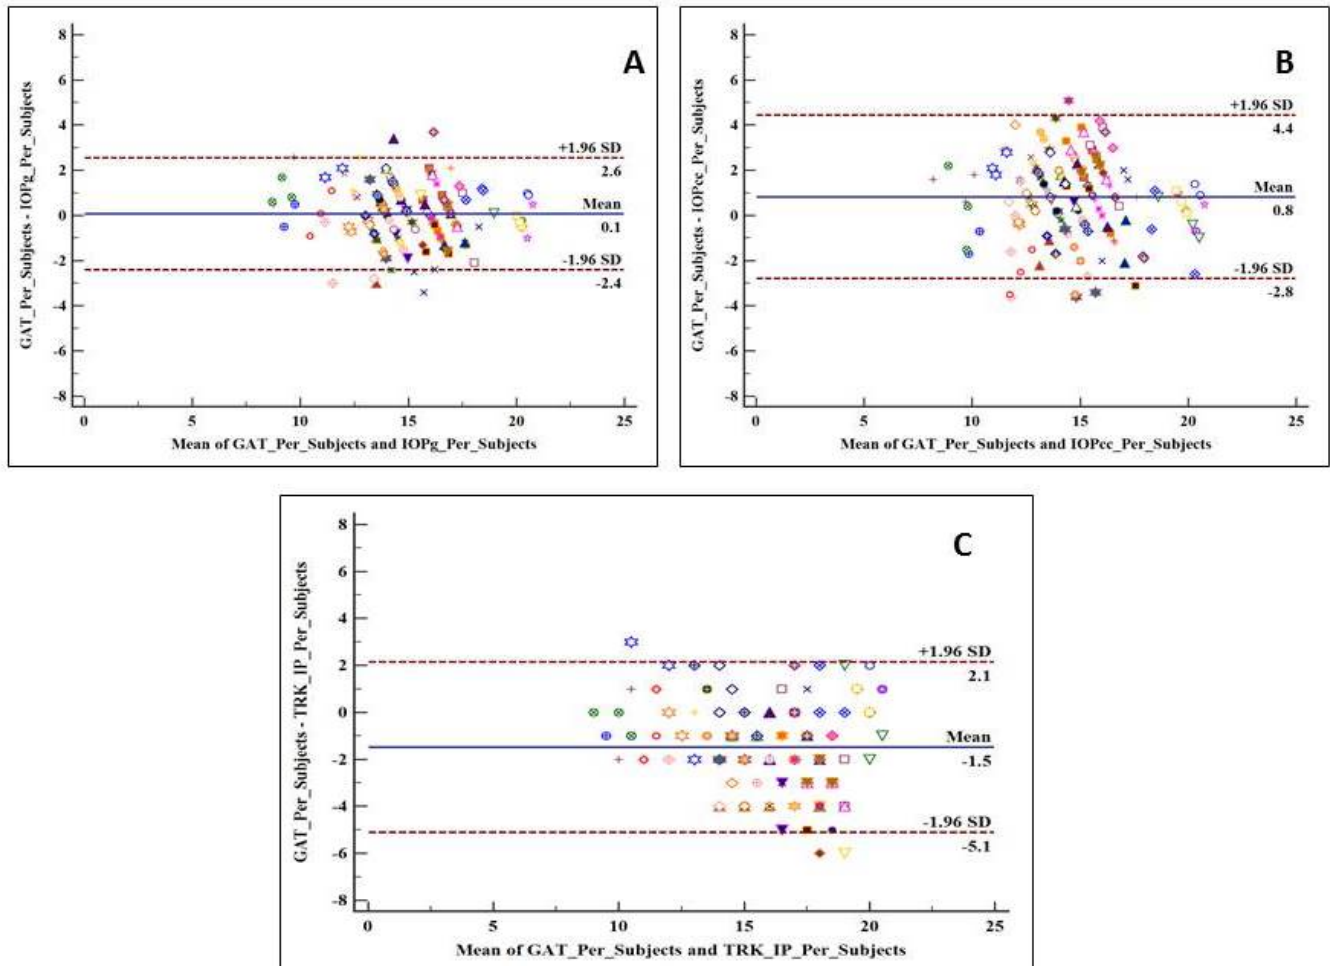 A
GAT_Per_Subjects - IOPg_Per_Subjects
8
6
4
2
0
-2
-4
-6
-8
+1.96 SD
2.6
Mean
0.1
-1.96 SD
-2.4
0 5 10 15 20 25
Mean of GAT_Per_Subjects and IOPg_Per_Subjects
B
GAT_Per_Subjects - IOPcc_Per_Subjects
8
6
4
2
0
-2
-4
-6
-8
+1.96 SD
4.4
Mean
0.8
-1.96 SD
-2.8
0 5 10 15 20 25
Mean of GAT_Per_Subjects and IOPcc_Per_Subjects
C
GAT_Per_Subjects - TRK_IP_Per_Subjects
8
6
4
2
0
-2
-4
-6
-8
+1.96 SD
2.1
Mean
-1.5
-1.96 SD
-5.1
0 5 10 15 20 25
Mean of GAT_Per_Subjects and TRK_IP_Per_Subjects